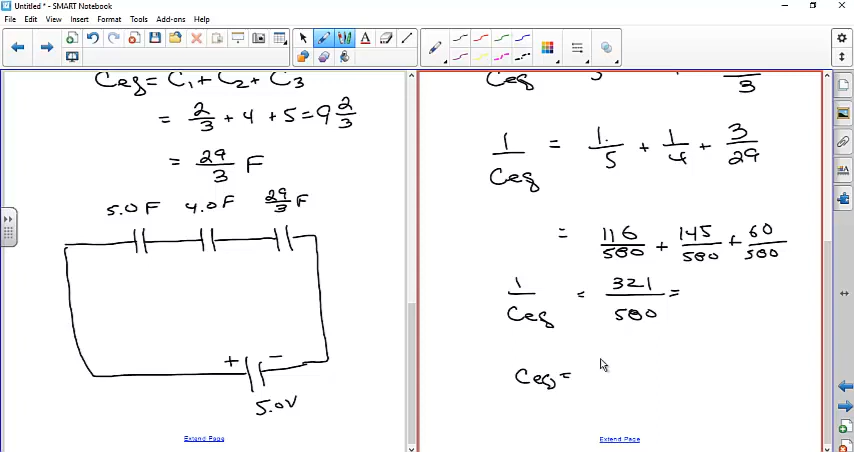 Untitled * - SMART Notebook
File Edit View Insert Format Tools Add-ons Help
Ceq = C1 + C2 + C3
= 2/3 + 4 + 5 = 9 2/3
= 29/3 F
5.0 F 4.0 F 29/3 F
+ -
5.0V
Extend Page
Ceq 5 4 3
1/Ceq = 1/5 + 1/4 + 3/29
= 116/580 + 145/580 + 60/580
1/Ceq = 321/580 =
Ceq =
Extend Page